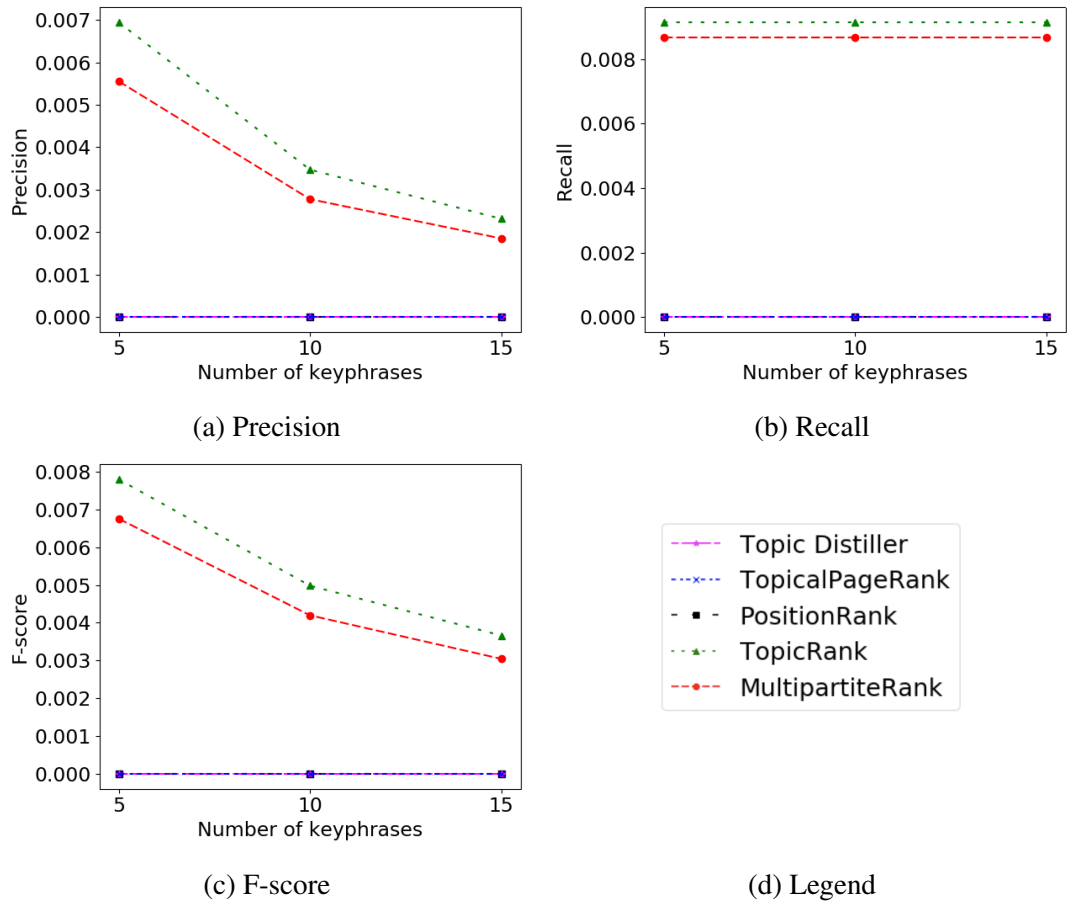 0.007
0.006
0.005
0.004
0.003
0.002
0.001
0.000
Precision
5 10 15
Number of keyphrases
(a) Precision
0.008
0.006
0.004
0.002
0.000
Recall
5 10 15
Number of keyphrases
(b) Recall
0.008
0.007
0.006
0.005
0.004
0.003
0.002
0.001
0.000
F-score
5 10 15
Number of keyphrases
(c) F-score
Topic Distiller
TopicalPageRank
PositionRank
TopicRank
MultipartiteRank
(d) Legend